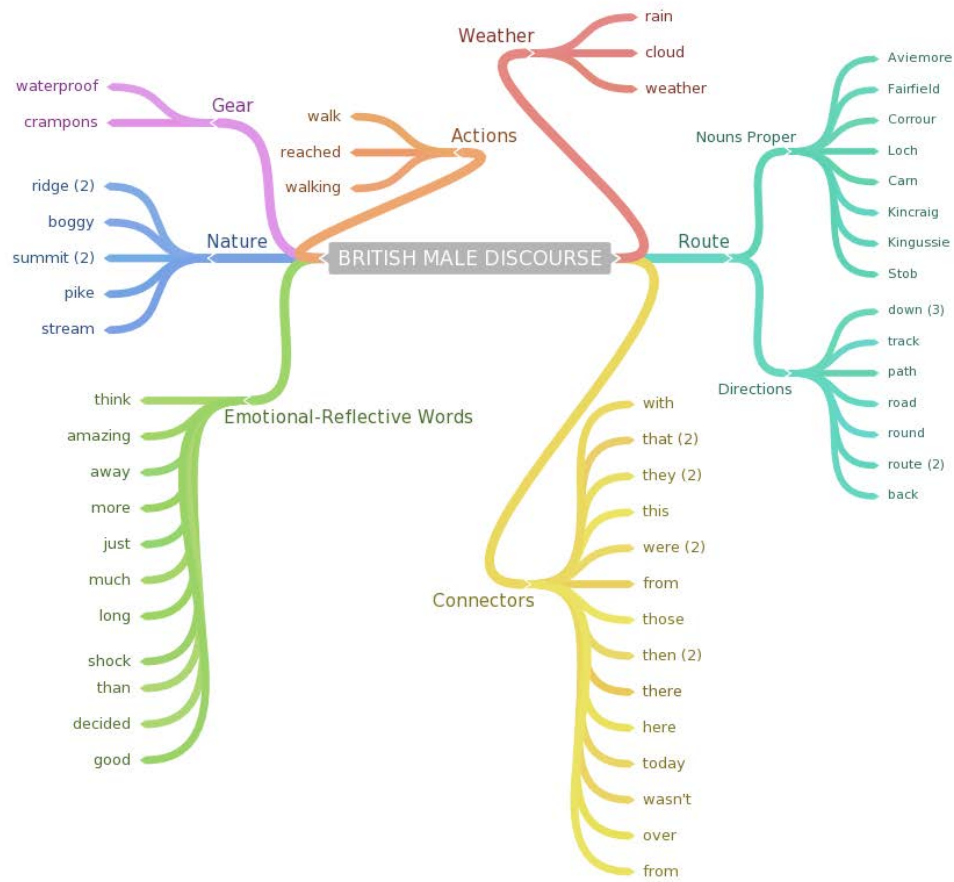 BRITISH MALE DISCOURSE
Weather
rain
cloud
weather
Route
Nouns Proper
Aviemore
Fairfield
Corrour
Loch
Carn
Kincraig
Kingussie
Stob
Directions
down (3)
track
path
road
round
route (2)
back
Connectors
with
that (2)
they (2)
this
were (2)
from
those
then (2)
there
here
today
wasn't
over
from
Actions
walk
reached
walking
Gear
waterproof
crampons
Nature
ridge (2)
boggy
summit (2)
pike
stream
Emotional-Reflective Words
think
amazing
away
more
just
much
long
shock
than
decided
good